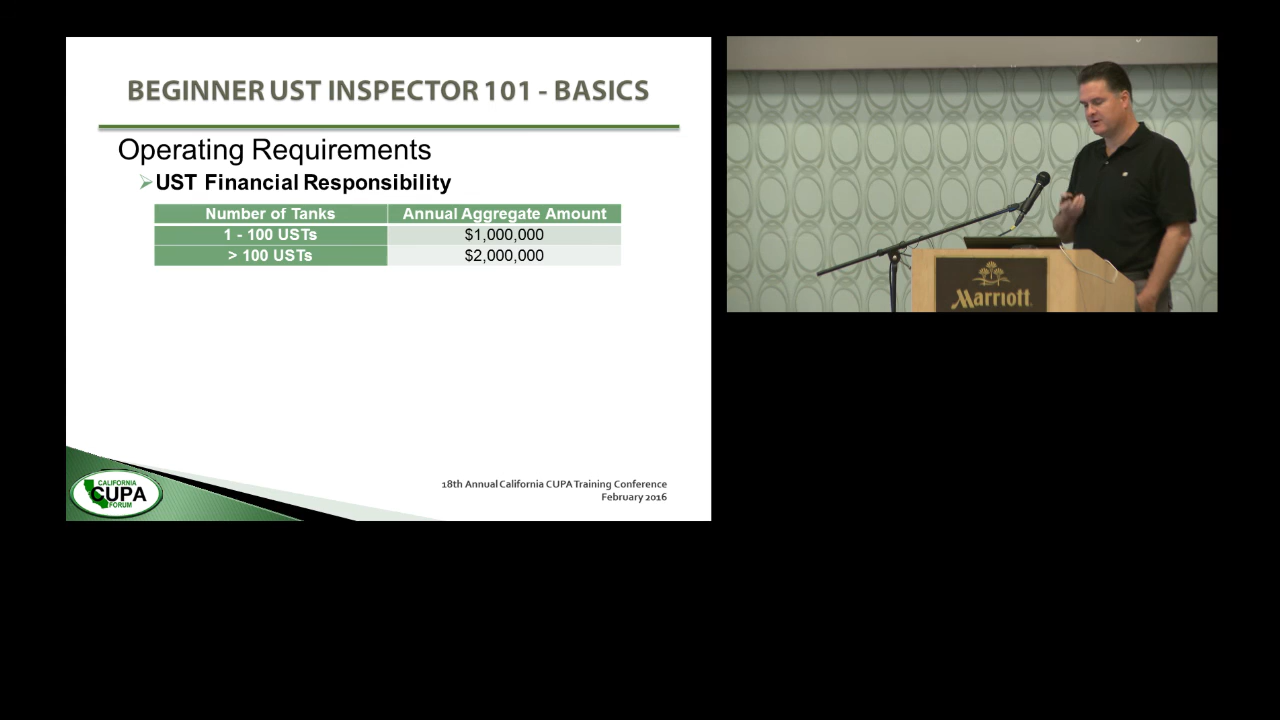 BEGINNER UST INSPECTOR 101 - BASICS
Operating Requirements
UST Financial Responsibility
Number of Tanks Annual Aggregate Amount
1 - 100 USTs $1,000,000
> 100 USTs $2,000,000
18th Annual California CUPA Training Conference
February 2016
CALIFORNIA
CUPA
FORUM
Marriott